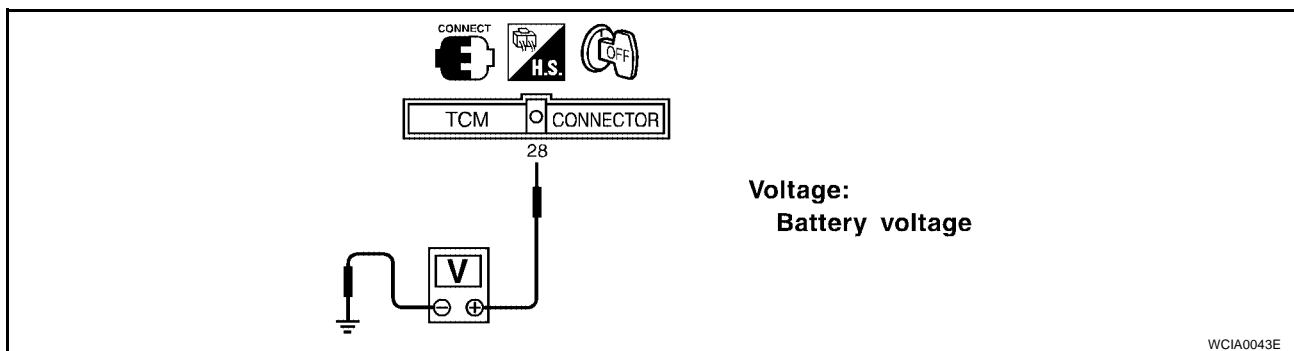 CONNECT
H.S.
OFF
TCM CONNECTOR
28
Voltage:
Battery voltage
V
WCIA0043E